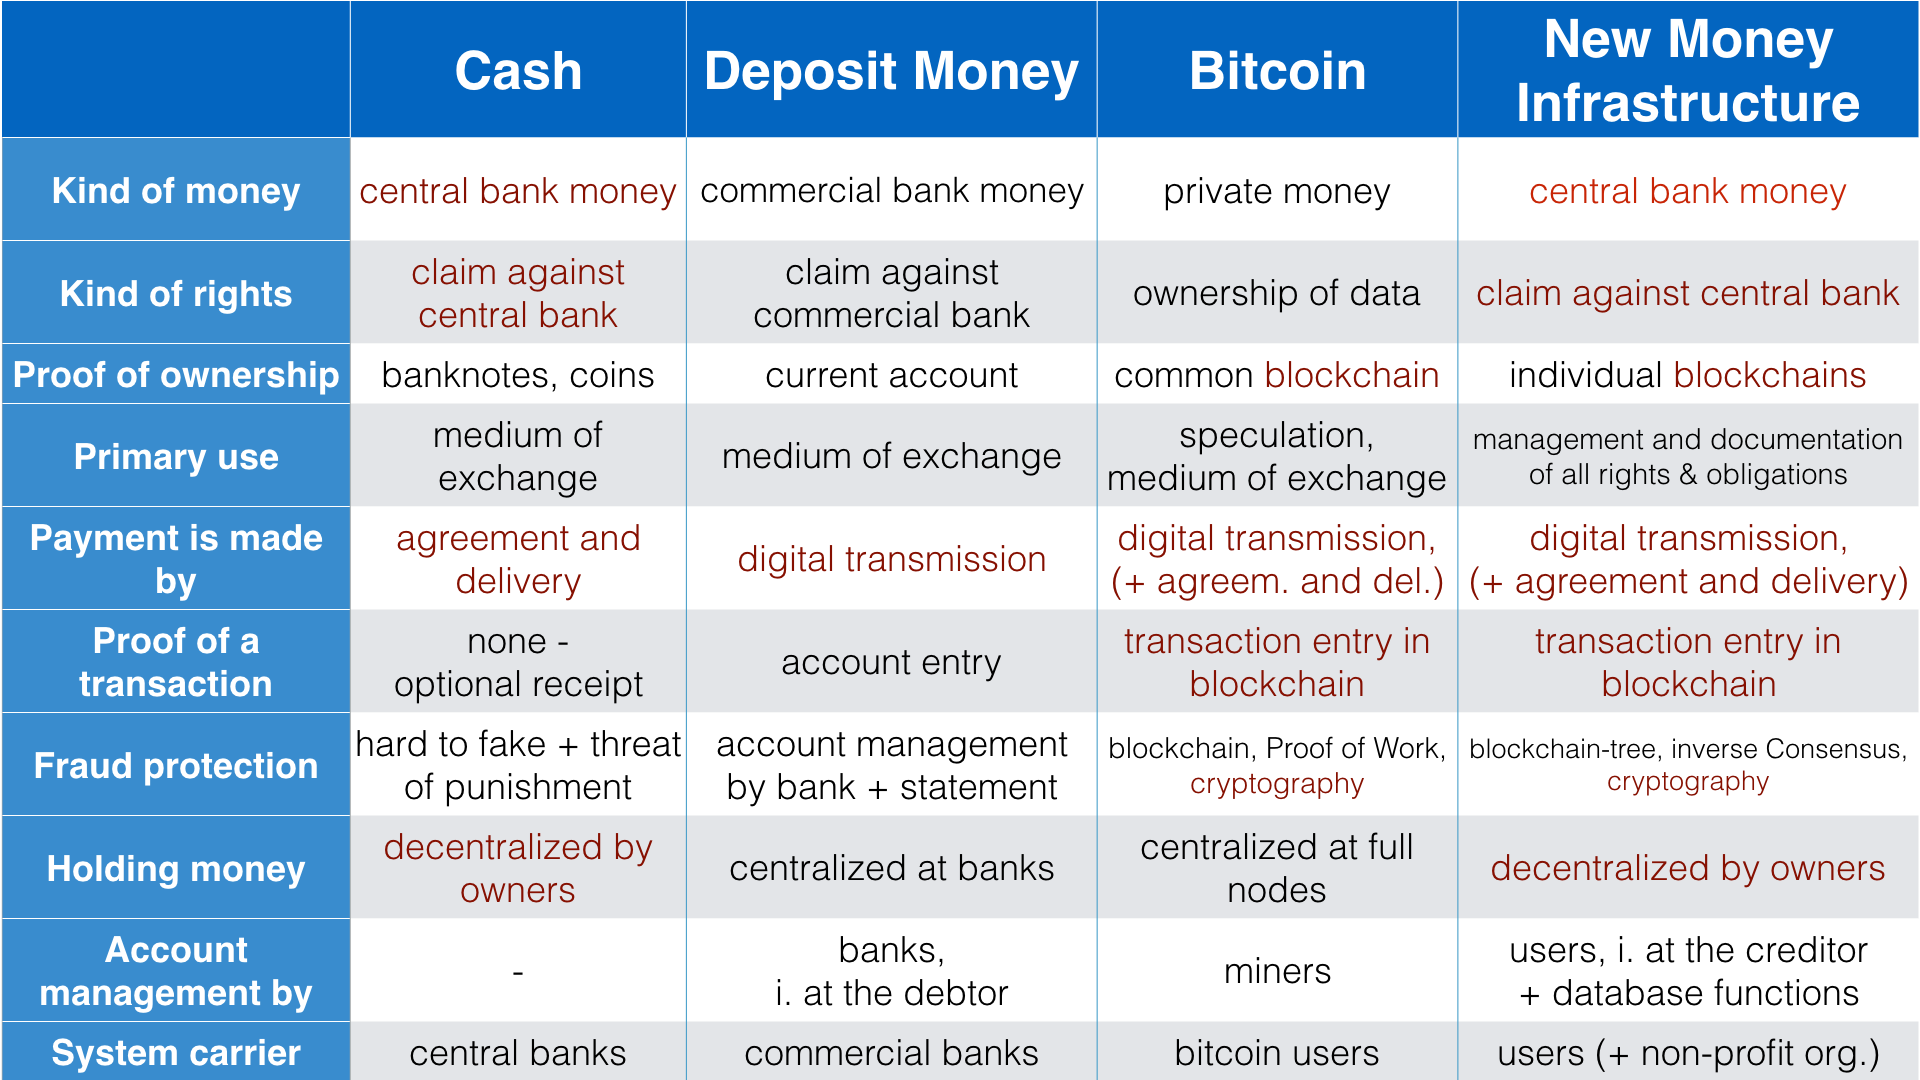 Cash
Deposit Money
Bitcoin
New Money
Infrastructure
Kind of money
central bank money
commercial bank money
private money
central bank money
Kind of rights
claim against
central bank
claim against
commercial bank
ownership of data
claim against central bank
Proof of ownership
banknotes, coins
current account
common blockchain
individual blockchains
Primary use
medium of
exchange
medium of exchange
speculation,
medium of exchange
management and documentation
of all rights & obligations
Payment is made
by
agreement and
delivery
digital transmission
digital transmission,
(+ agreem. and del.)
digital transmission,
(+ agreement and delivery)
Proof of a
transaction
none -
optional receipt
account entry
transaction entry in
blockchain
transaction entry in
blockchain
Fraud protection
hard to fake + threat
of punishment
account management
by bank + statement
blockchain, Proof of Work,
cryptography
blockchain-tree, inverse Consensus,
cryptography
Holding money
decentralized by
owners
centralized at banks
centralized at full
nodes
decentralized by owners
Account
management by
-
banks,
i. at the debtor
miners
users, i. at the creditor
+ database functions
System carrier
central banks
commercial banks
bitcoin users
users (+ non-profit org.)